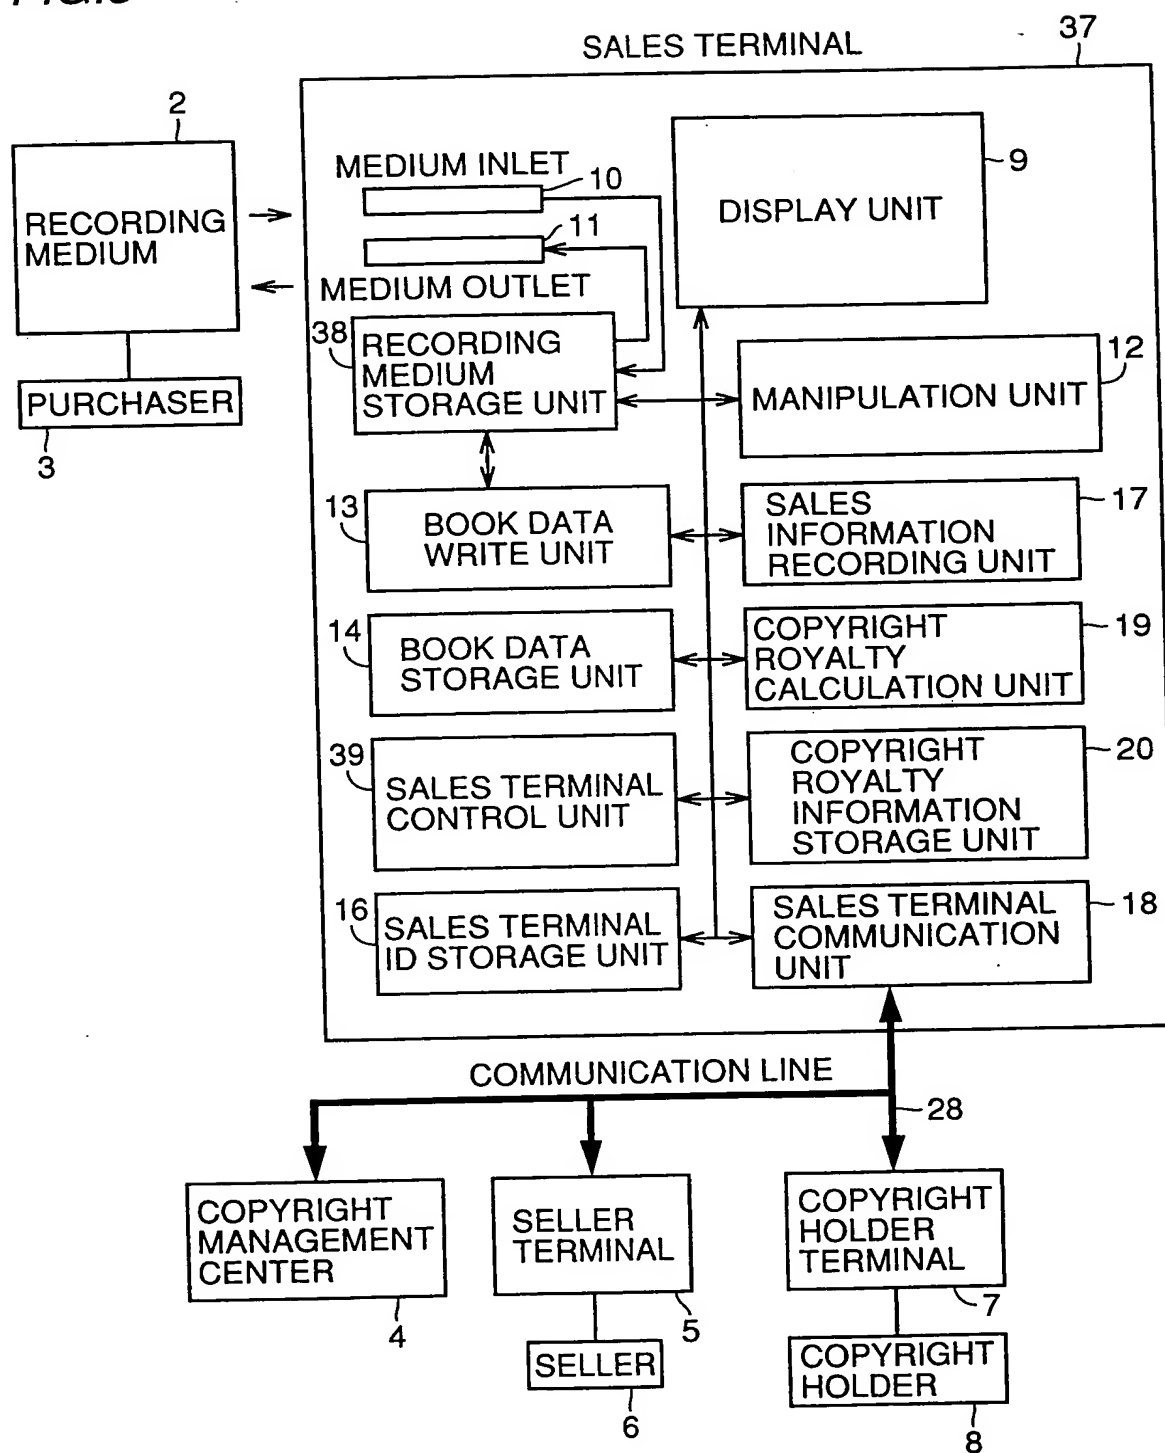 SALES TERMINAL
37
2
RECORDING
MEDIUM
PURCHASER
3
MEDIUM INLET
10
11
MEDIUM OUTLET
DISPLAY UNIT
9
38
RECORDING
MEDIUM
STORAGE UNIT
MANIPULATION UNIT
12
13
BOOK DATA
WRITE UNIT
SALES
INFORMATION
RECORDING UNIT
17
14
BOOK DATA
STORAGE UNIT
COPYRIGHT
ROYALTY
CALCULATION UNIT
19
39
SALES TERMINAL
CONTROL UNIT
COPYRIGHT
ROYALTY
INFORMATION
STORAGE UNIT
20
16
SALES TERMINAL
ID STORAGE UNIT
SALES TERMINAL
COMMUNICATION
UNIT
18
COMMUNICATION LINE
28
COPYRIGHT
MANAGEMENT
CENTER
4
SELLER
TERMINAL
5
SELLER
6
COPYRIGHT
HOLDER
TERMINAL
7
COPYRIGHT
HOLDER
8